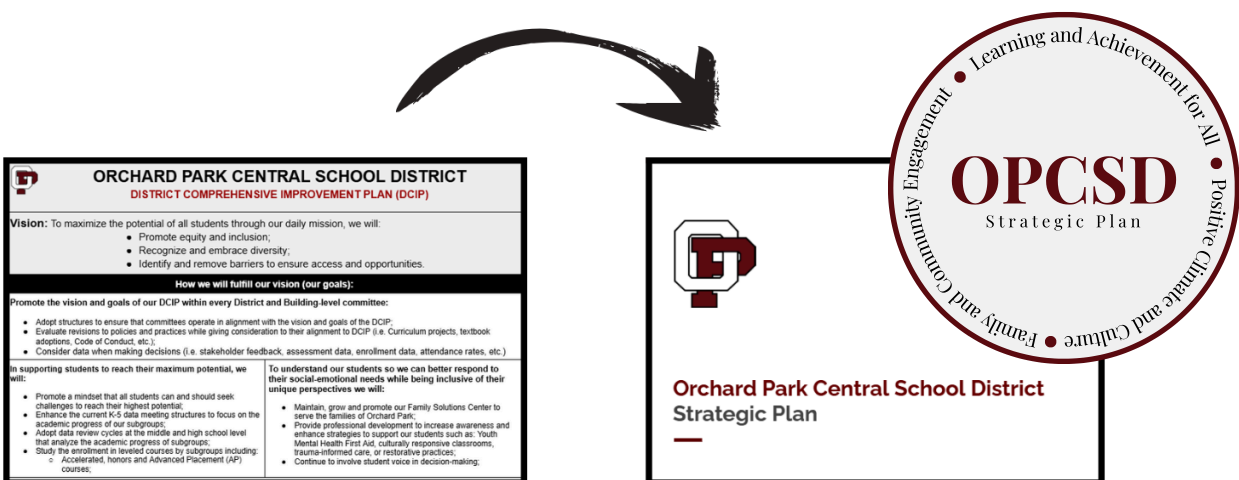 ORCHARD PARK CENTRAL SCHOOL DISTRICT
DISTRICT COMPREHENSIVE IMPROVEMENT PLAN (DCIP)
Vision: To maximize the potential of all students through our daily mission, we will:
● Promote equity and inclusion;
● Recognize and embrace diversity;
● Identify and remove barriers to ensure access and opportunities.
How we will fulfill our vision (our goals):
Promote the vision and goals of our DCIP within every District and Building-level committee:
● Adopt structures to ensure that committees operate in alignment with the vision and goals of the DCIP;
● Evaluate revisions to policies and practices while giving consideration to their alignment to DCIP (i.e. Curriculum projects, textbook
adoptions, Code of Conduct, etc.);
● Consider data when making decisions (i.e. stakeholder feedback, assessment data, enrollment data, attendance rates, etc.)
In supporting students to reach their maximum potential, we
will:
● Promote a mindset that all students can and should seek
challenges to reach their highest potential;
● Enhance the current K-5 data meeting structures to focus on the
academic progress of our subgroups;
● Adopt data review cycles at the middle and high school level
that analyze the academic progress of subgroups;
● Study the enrollment in leveled courses by subgroups including:
○ Accelerated, honors and Advanced Placement (AP)
courses;
To understand our students so we can better respond to
their social-emotional needs while being inclusive of their
unique perspectives we will:
● Maintain, grow and promote our Family Solutions Center to
serve the families of Orchard Park;
● Provide professional development to increase awareness and
enhance strategies to support our students such as: Youth
Mental Health First Aid, culturally responsive classrooms,
trauma-informed care, or restorative practices;
● Continue to involve student voice in decision-making;
OP
Orchard Park Central School District
Strategic Plan
Learning and Achievement for All ● Positive Climate and Culture ● Family and Community Engagement ●
OPCSD
Strategic Plan